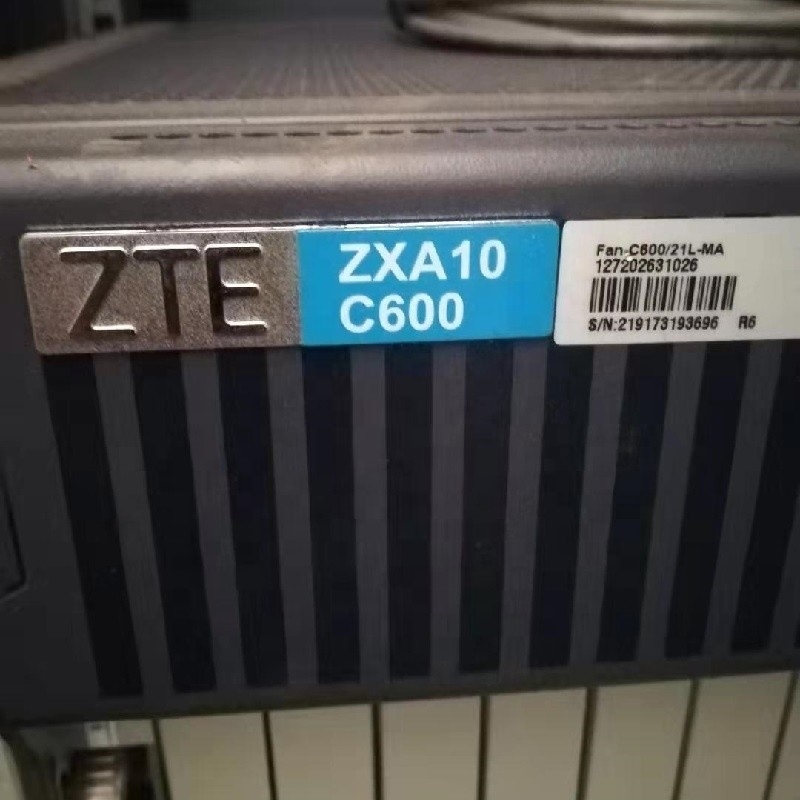 ZTE
ZXA10
C600
Fan-C600/21L-MA
127202631026
S/N:219173193696 R6